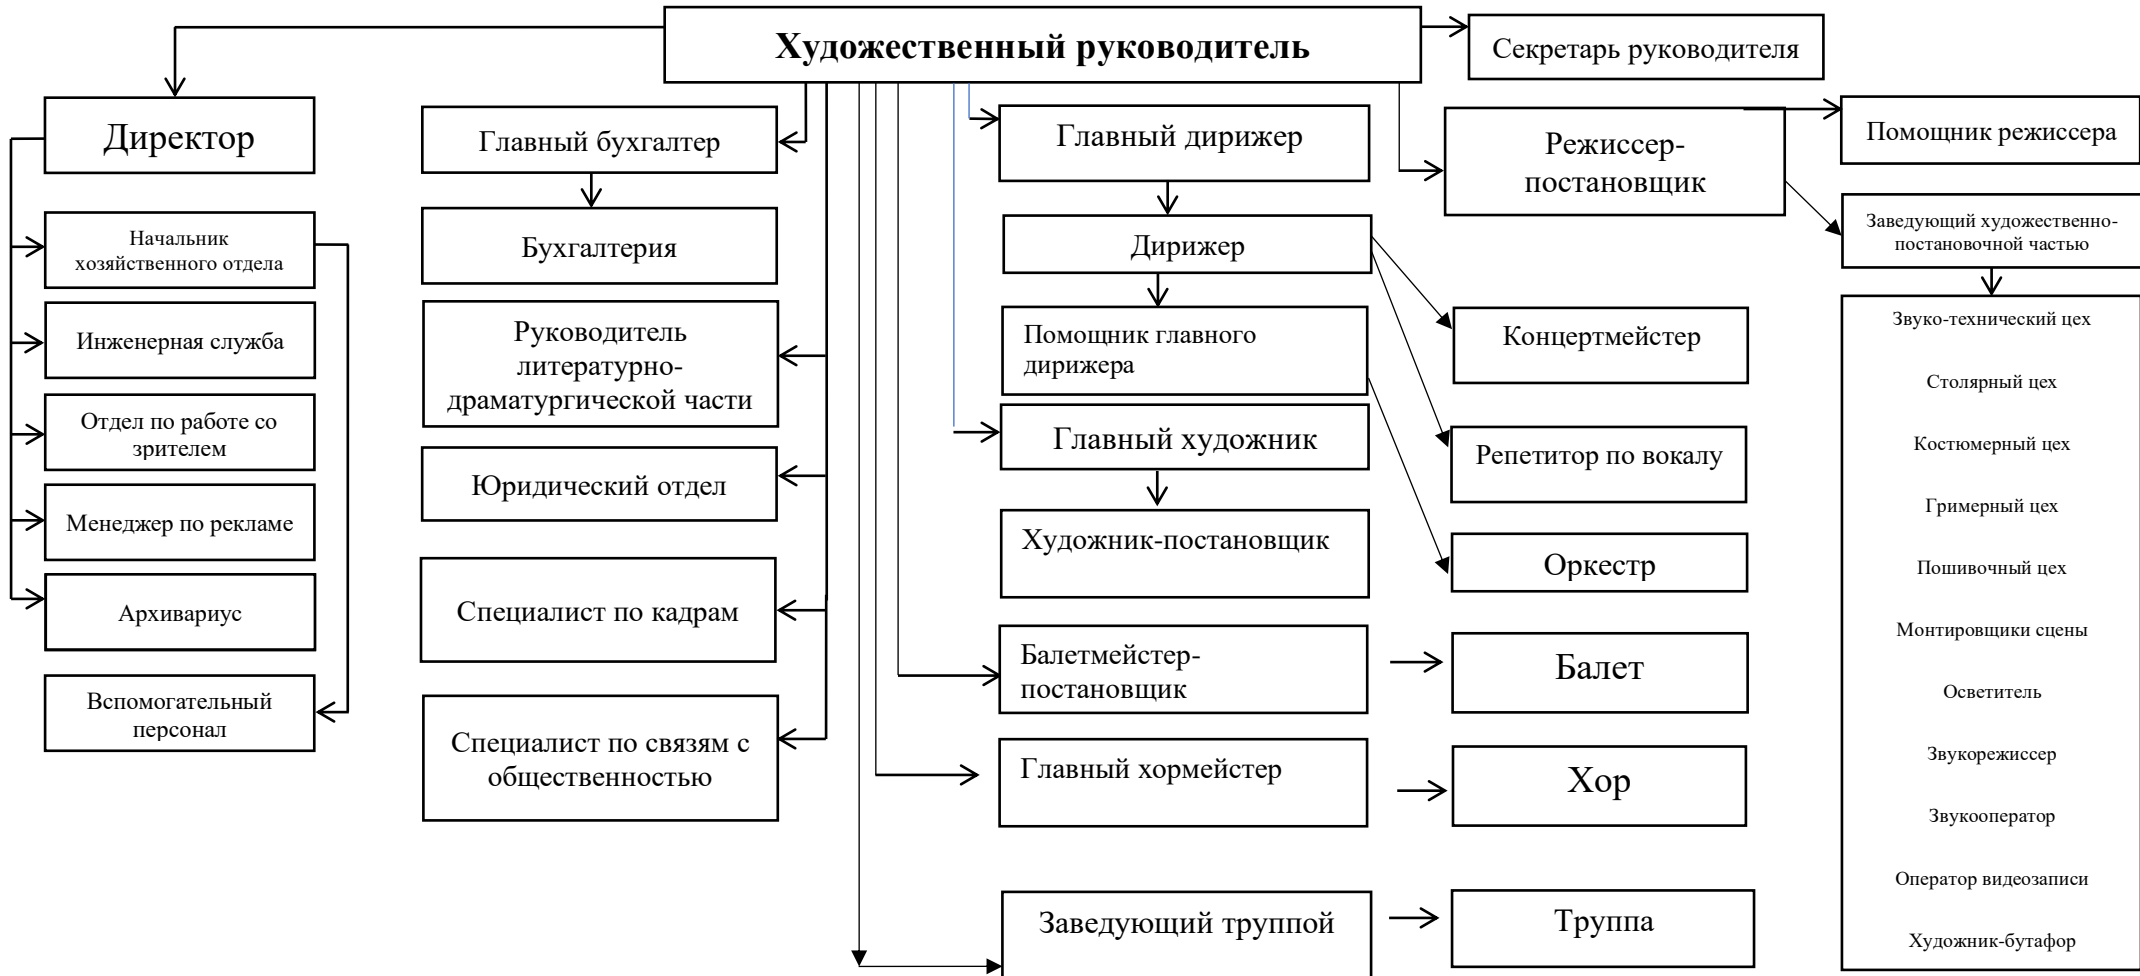 Художественный руководитель
Секретарь руководителя
Директор
Начальник
хозяйственного отдела
Инженерная служба
Отдел по работе со
зрителем
Менеджер по рекламе
Архивариус
Вспомогательный
персонал
Главный бухгалтер
Бухгалтерия
Руководитель
литературно-
драматургической части
Юридический отдел
Специалист по кадрам
Специалист по связям с
общественностью
Главный дирижер
Дирижер
Помощник главного
дирижера
Главный художник
Художник-постановщик
Балетмейстер-
постановщик
Главный хормейстер
Заведующий труппой
Режиссер-
постановщик
Концертмейстер
Репетитор по вокалу
Оркестр
Балет
Хор
Труппа
Помощник режиссера
Заведующий художественно-
постановочной частью
Звуко-технический цех
Столярный цех
Костюмерный цех
Гримерный цех
Пошивочный цех
Монтировщики сцены
Осветитель
Звукорежиссер
Звукооператор
Оператор видеозаписи
Художник-бутафор